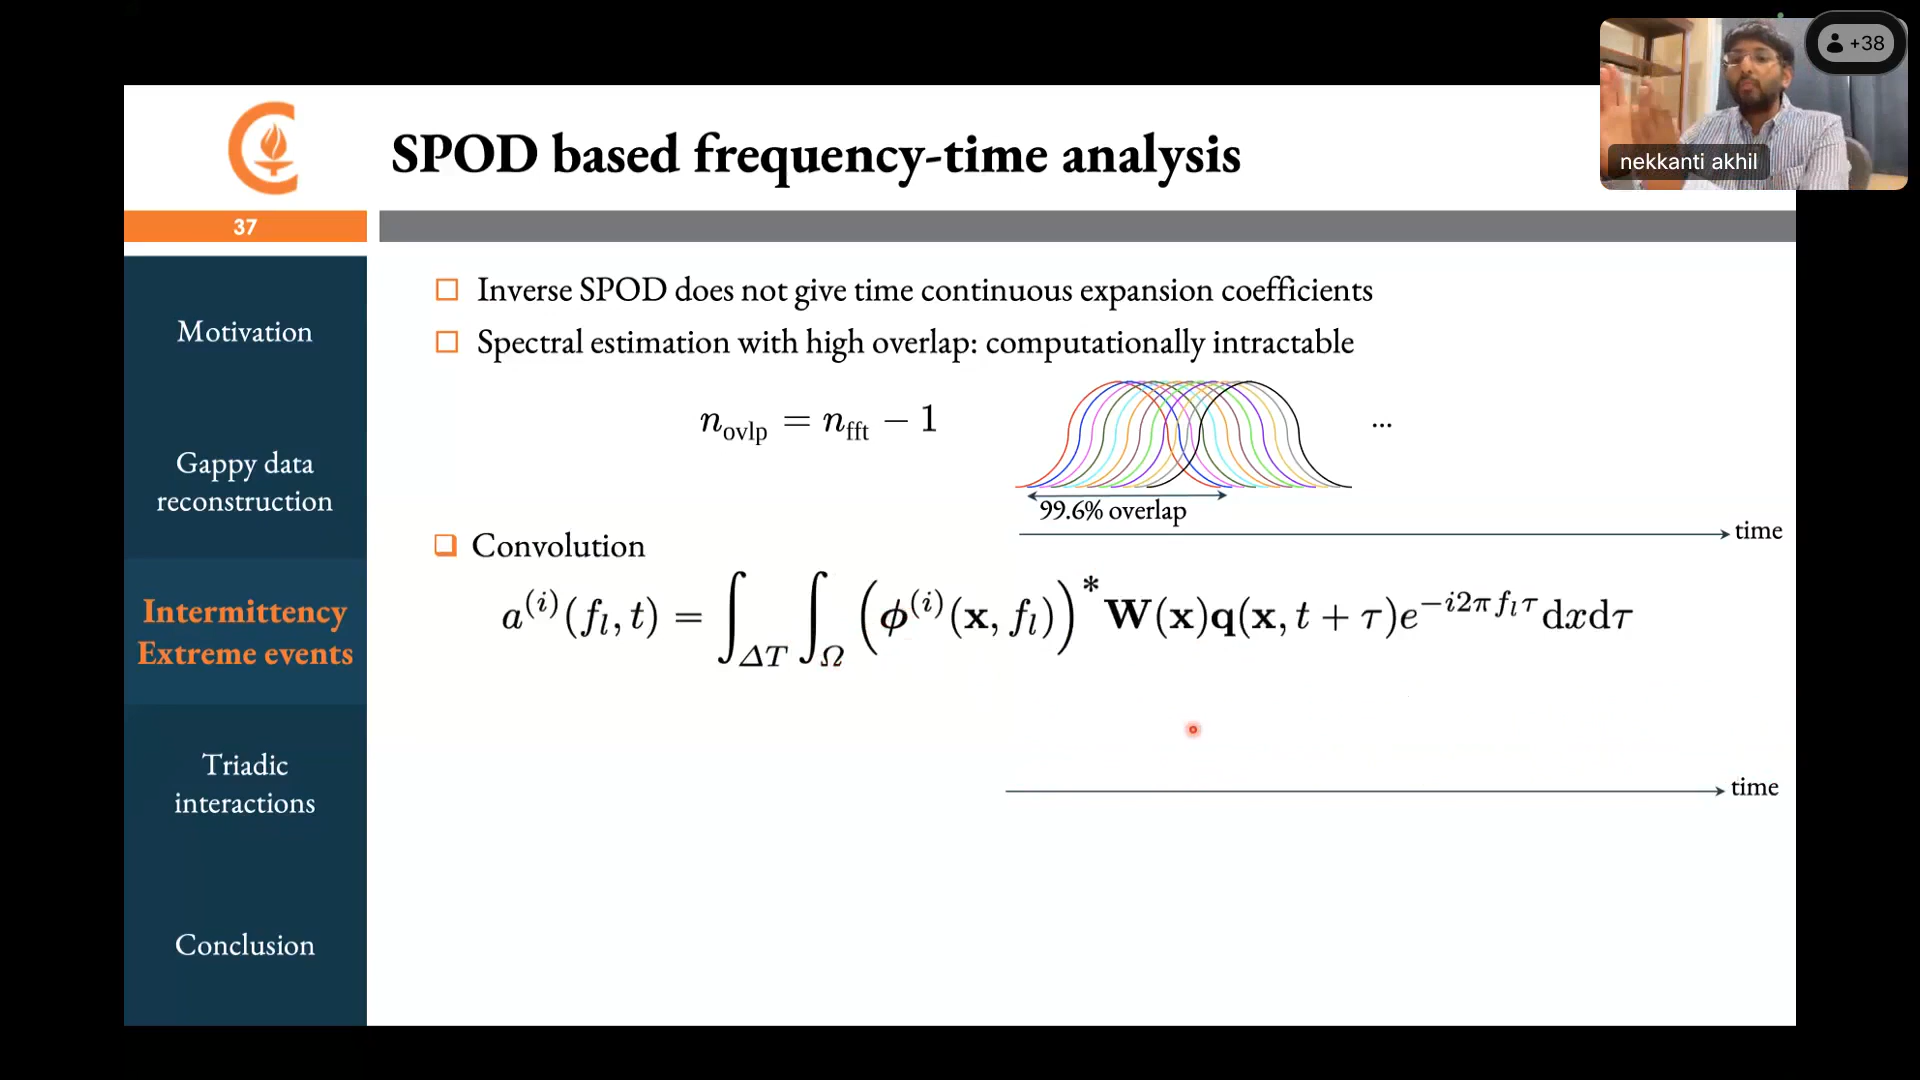 SPOD based frequency-time analysis
+38
nekkanti akhil
37
Motivation
Gappy data
reconstruction
Intermittency
Extreme events
Triadic
interactions
Conclusion
Inverse SPOD does not give time continuous expansion coefficients
Spectral estimation with high overlap: computationally intractable
n_ovlp = n_fft − 1
...
99.6% overlap
time
Convolution
a^(i)(f_l, t) = ∫_ΔT ∫_Ω (ϕ^(i)(x, f_l))^* W(x)q(x, t + τ)e^{−i2πf_lτ}dxdτ
time